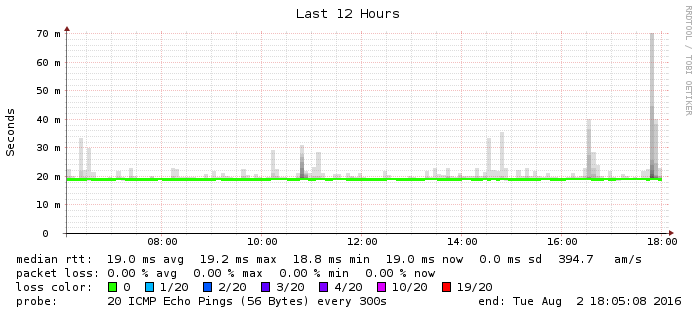 Last 12 Hours
RRDTOOL / TOBI OETIKER
70 m
60 m
50 m
40 m
30 m
20 m
10 m
0
Seconds
08:00 10:00 12:00 14:00 16:00 18:00
median rtt: 19.0 ms avg 19.2 ms max 18.8 ms min 19.0 ms now 0.0 ms sd 394.7 am/s
packet loss: 0.00 % avg 0.00 % max 0.00 % min 0.00 % now
loss color: 0 1/20 2/20 3/20 4/20 10/20 19/20
probe: 20 ICMP Echo Pings (56 Bytes) every 300s end: Tue Aug 2 18:05:08 2016